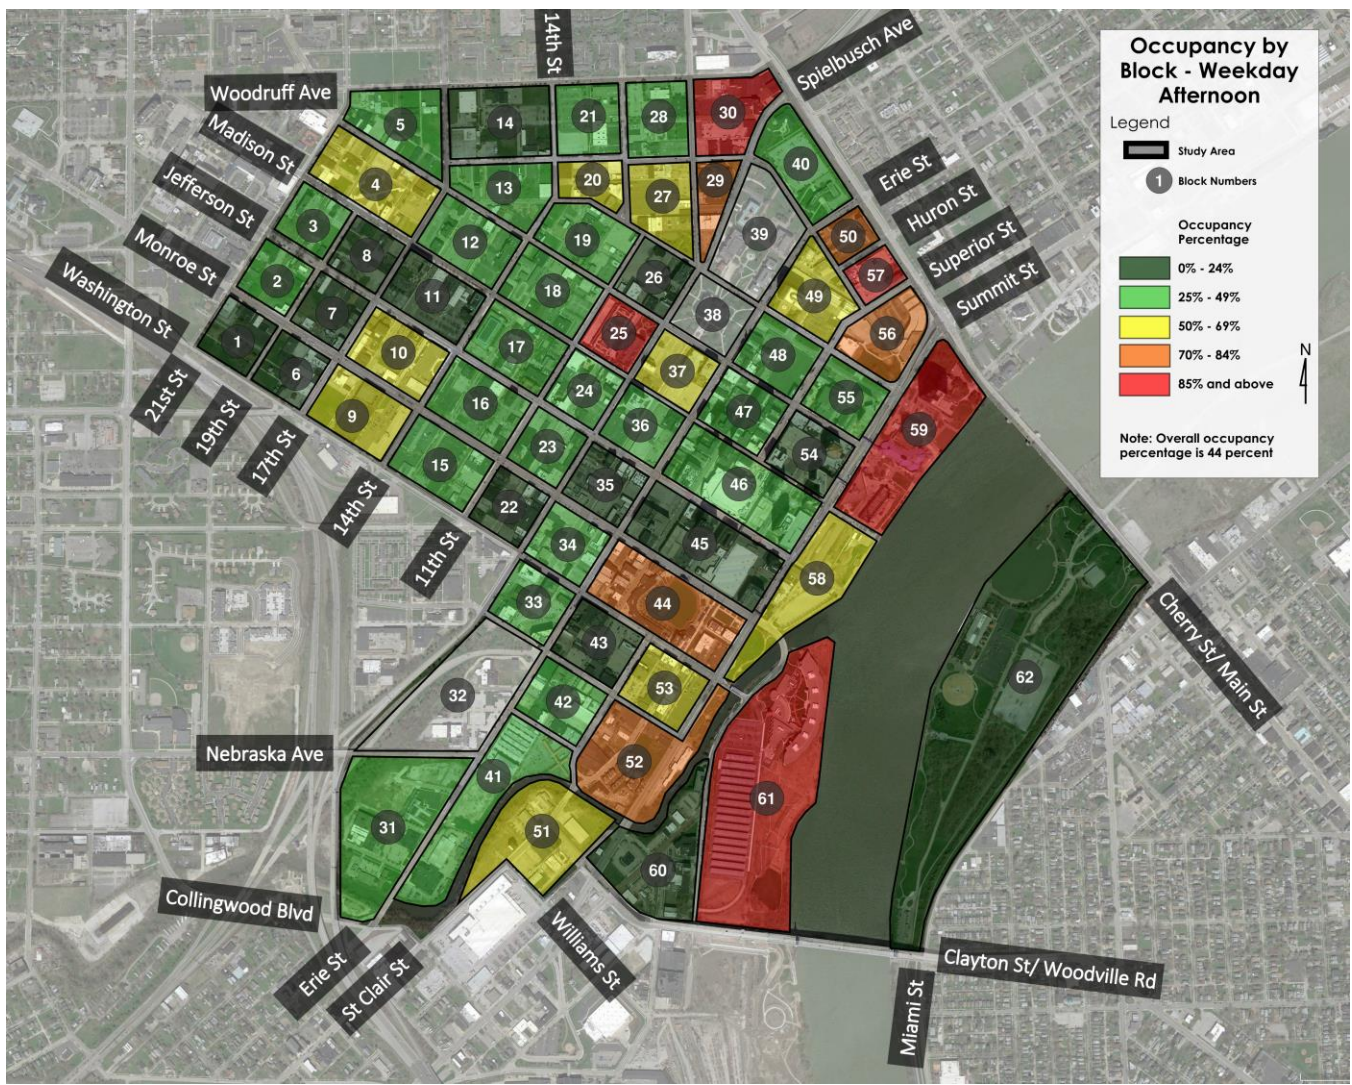 14th St
Spielbusch Ave
Woodruff Ave
Madison St
Jefferson St
Monroe St
Washington St
21st St
19th St
17th St
14th St
11th St
Erie St
Huron St
Superior St
Summit St
Cherry St/ Main St
Nebraska Ave
Collingwood Blvd
Erie St
St Clair St
Williams St
Miami St
Clayton St/ Woodville Rd
Occupancy by
Block - Weekday
Afternoon
Legend
Study Area
1 Block Numbers
Occupancy
Percentage
0% - 24%
25% - 49%
50% - 69%
70% - 84%
85% and above
Note: Overall occupancy
percentage is 44 percent
N
1
2
3
4
5
6
7
8
9
10
11
12
13
14
15
16
17
18
19
20
21
22
23
24
25
26
27
28
29
30
31
32
33
34
35
36
37
38
39
40
41
42
43
44
45
46
47
48
49
50
51
52
53
54
55
56
57
58
59
60
61
62